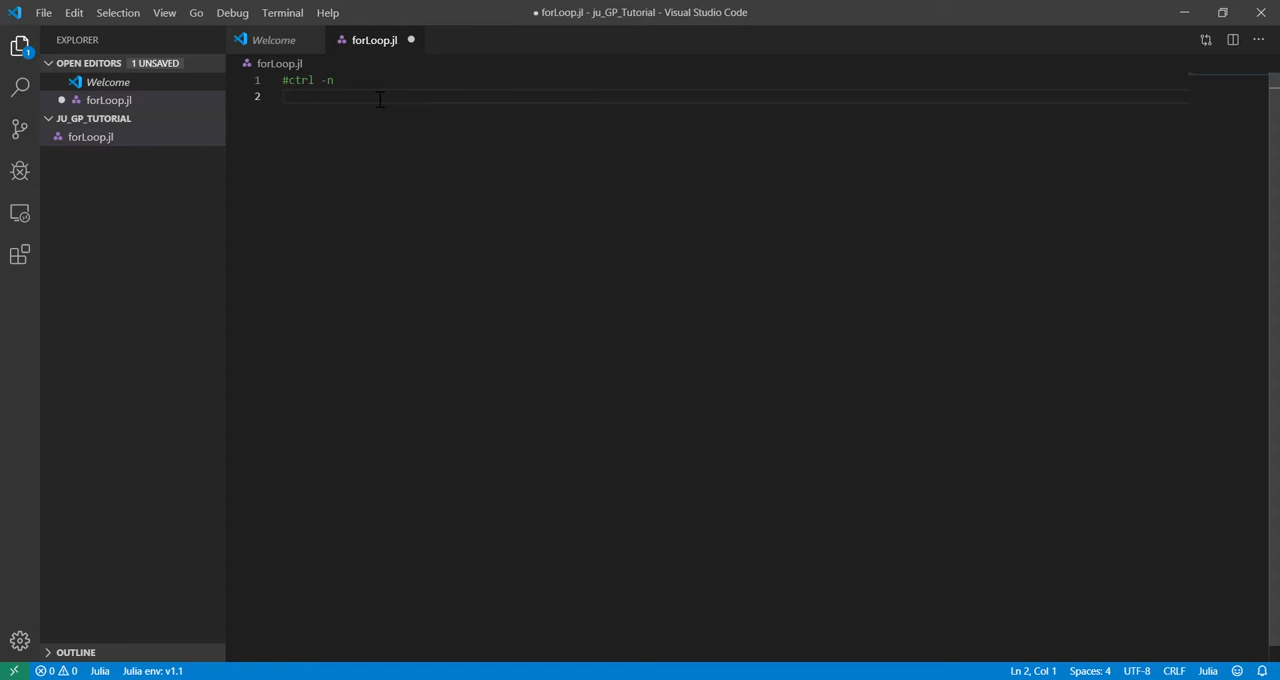 File Edit Selection View Go Debug Terminal Help
● forLoop.jl - ju_GP_Tutorial - Visual Studio Code
EXPLORER
Welcome
forLoop.jl
OPEN EDITORS 1 UNSAVED
1
Welcome
forLoop.jl
JU_GP_TUTORIAL
forLoop.jl
forLoop.jl
1 #ctrl -n
2
OUTLINE
0 0 Julia Julia env: v1.1
Ln 2, Col 1 Spaces: 4 UTF-8 CRLF Julia